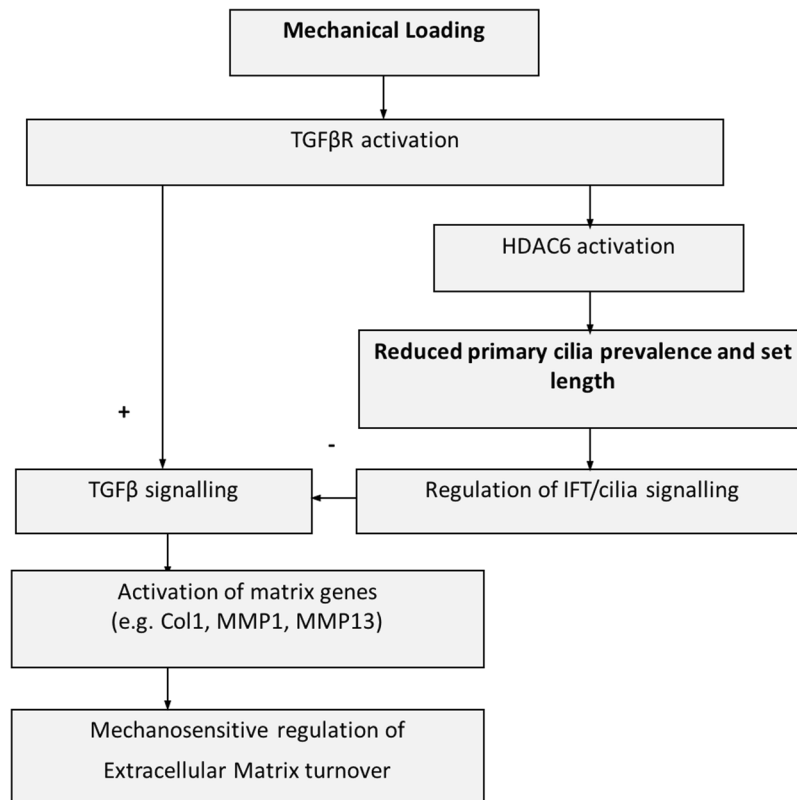 Mechanical Loading
TGFβR activation
HDAC6 activation
Reduced primary cilia prevalence and set
length
+
-
TGFβ signalling
Regulation of IFT/cilia signalling
Activation of matrix genes
(e.g. Col1, MMP1, MMP13)
Mechanosensitive regulation of
Extracellular Matrix turnover